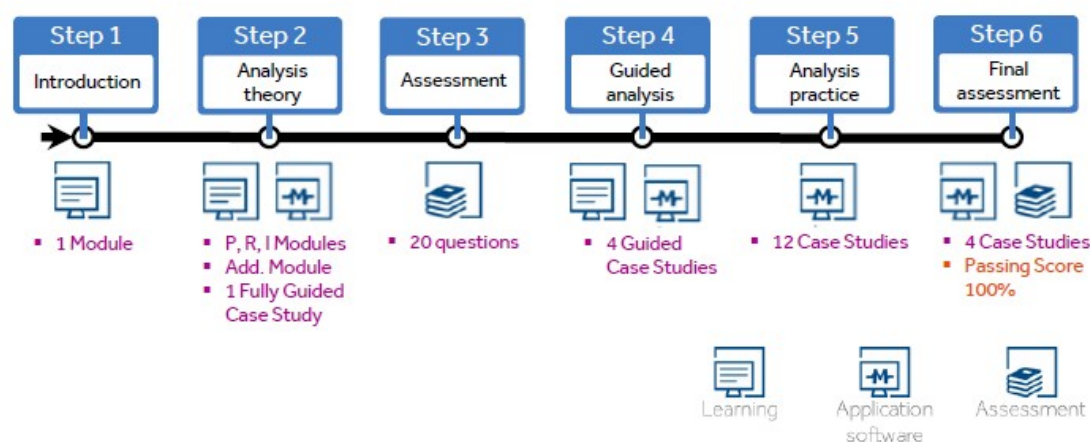 Step 1
Introduction
Step 2
Analysis
theory
Step 3
Assessment
Step 4
Guided
analysis
Step 5
Analysis
practice
Step 6
Final
assessment
▪ 1 Module
▪ P, R, I Modules
▪ Add. Module
▪ 1 Fully Guided
Case Study
▪ 20 questions
▪ 4 Guided
Case Studies
▪ 12 Case Studies
▪ 4 Case Studies
▪ Passing Score
100%
Learning
Application
software
Assessment